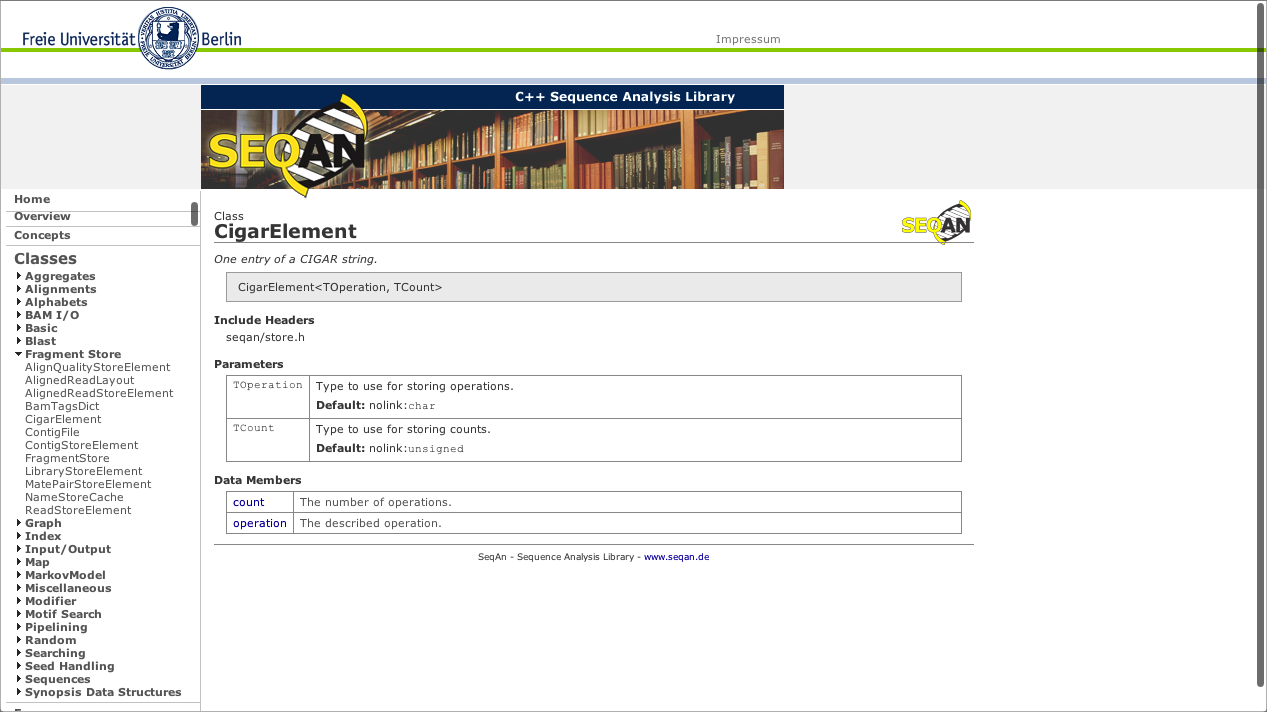 Freie Universität Berlin
Impressum
C++ Sequence Analysis Library
SEQAN
Home
Overview
Concepts
Classes
Aggregates
Alignments
Alphabets
BAM I/O
Basic
Blast
Fragment Store
AlignQualityStoreElement
AlignedReadLayout
AlignedReadStoreElement
BamTagsDict
CigarElement
ContigFile
ContigStoreElement
FragmentStore
LibraryStoreElement
MatePairStoreElement
NameStoreCache
ReadStoreElement
Graph
Index
Input/Output
Map
MarkovModel
Miscellaneous
Modifier
Motif Search
Pipelining
Random
Searching
Seed Handling
Sequences
Synopsis Data Structures
Class
CigarElement
SEQAN
One entry of a CIGAR string.
CigarElement<TOperation, TCount>
Include Headers
seqan/store.h
Parameters
TOperation Type to use for storing operations.
Default: nolink:char
TCount Type to use for storing counts.
Default: nolink:unsigned
Data Members
count The number of operations.
operation The described operation.
SeqAn - Sequence Analysis Library - www.seqan.de